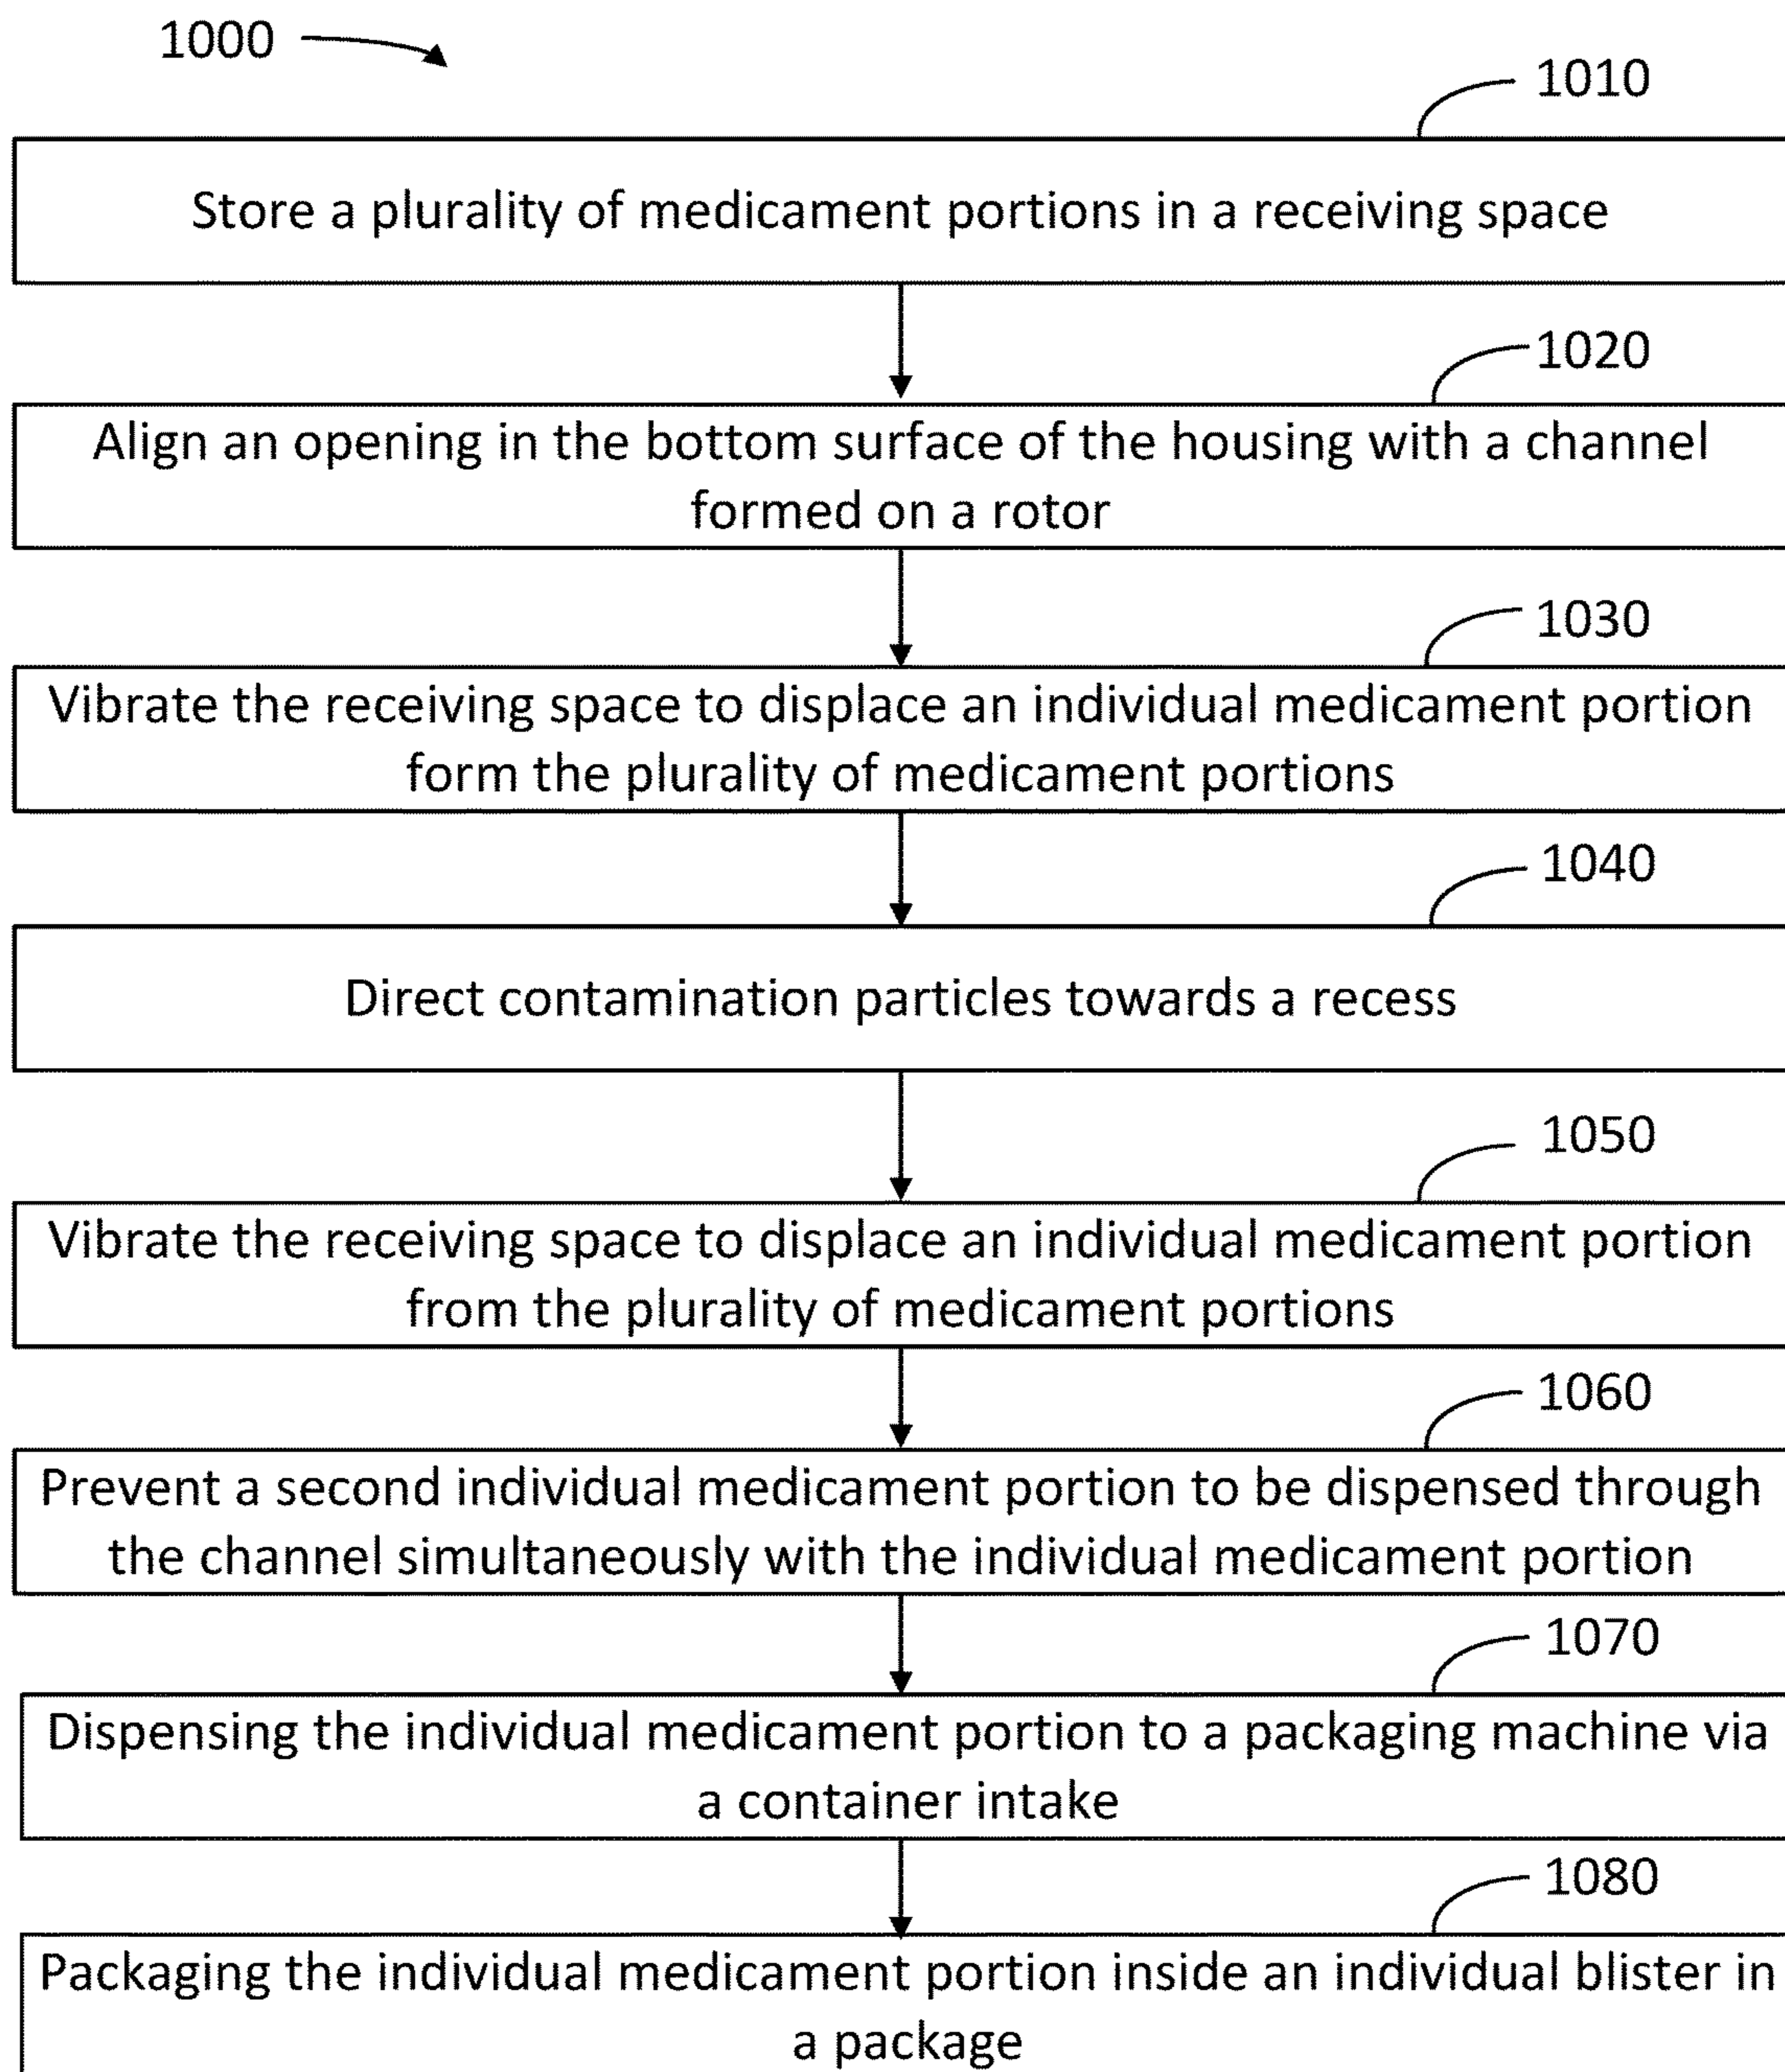 1000
1010
Store a plurality of medicament portions in a receiving space
1020
Align an opening in the bottom surface of the housing with a channel
formed on a rotor
1030
Vibrate the receiving space to displace an individual medicament portion
form the plurality of medicament portions
1040
Direct contamination particles towards a recess
1050
Vibrate the receiving space to displace an individual medicament portion
from the plurality of medicament portions
1060
Prevent a second individual medicament portion to be dispensed through
the channel simultaneously with the individual medicament portion
1070
Dispensing the individual medicament portion to a packaging machine via
a container intake
1080
Packaging the individual medicament portion inside an individual blister in
a package